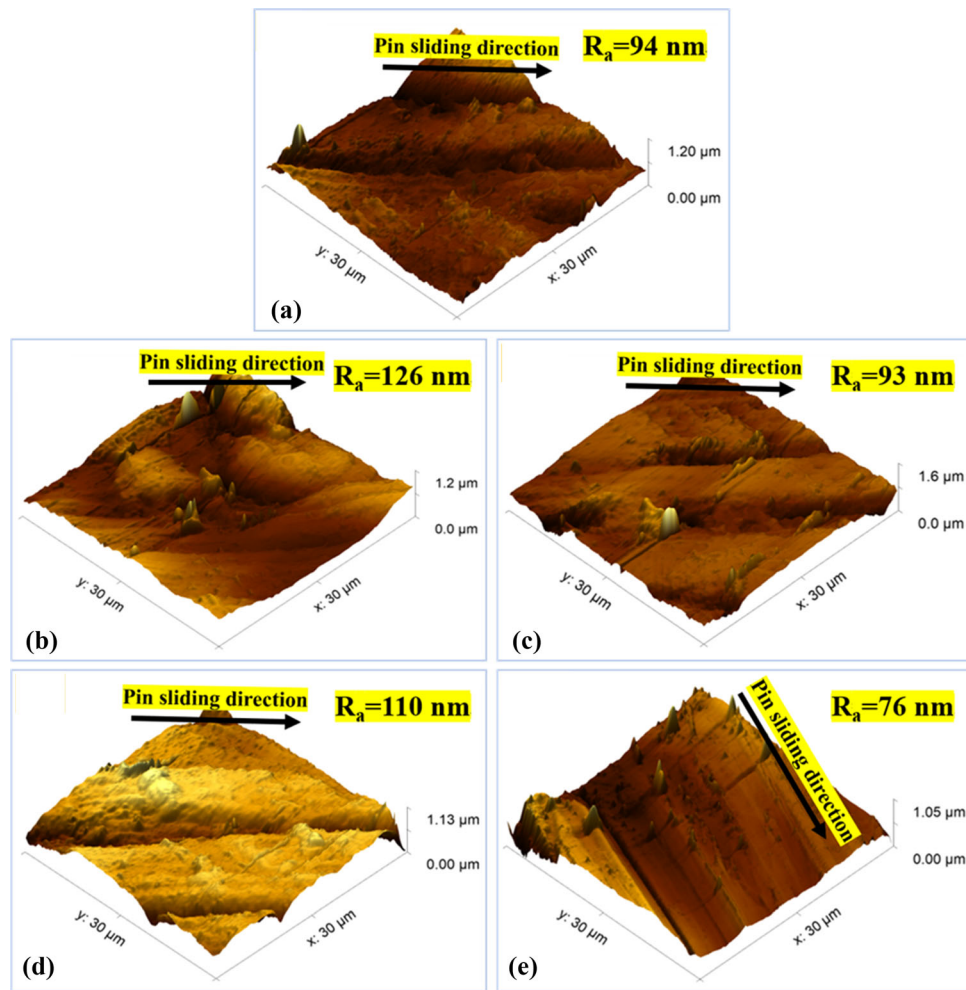 Pin sliding direction
Rₐ=94 nm
1.20 µm
0.00 µm
y: 30 µm
x: 30 µm
(a)
Pin sliding direction
Rₐ=126 nm
1.2 µm
0.0 µm
y: 30 µm
x: 30 µm
(b)
Pin sliding direction
Rₐ=93 nm
1.6 µm
0.0 µm
y: 30 µm
x: 30 µm
(c)
Pin sliding direction
Rₐ=110 nm
1.13 µm
0.00 µm
y: 30 µm
x: 30 µm
(d)
Pin sliding direction
Rₐ=76 nm
1.05 µm
0.00 µm
y: 30 µm
x: 30 µm
(e)